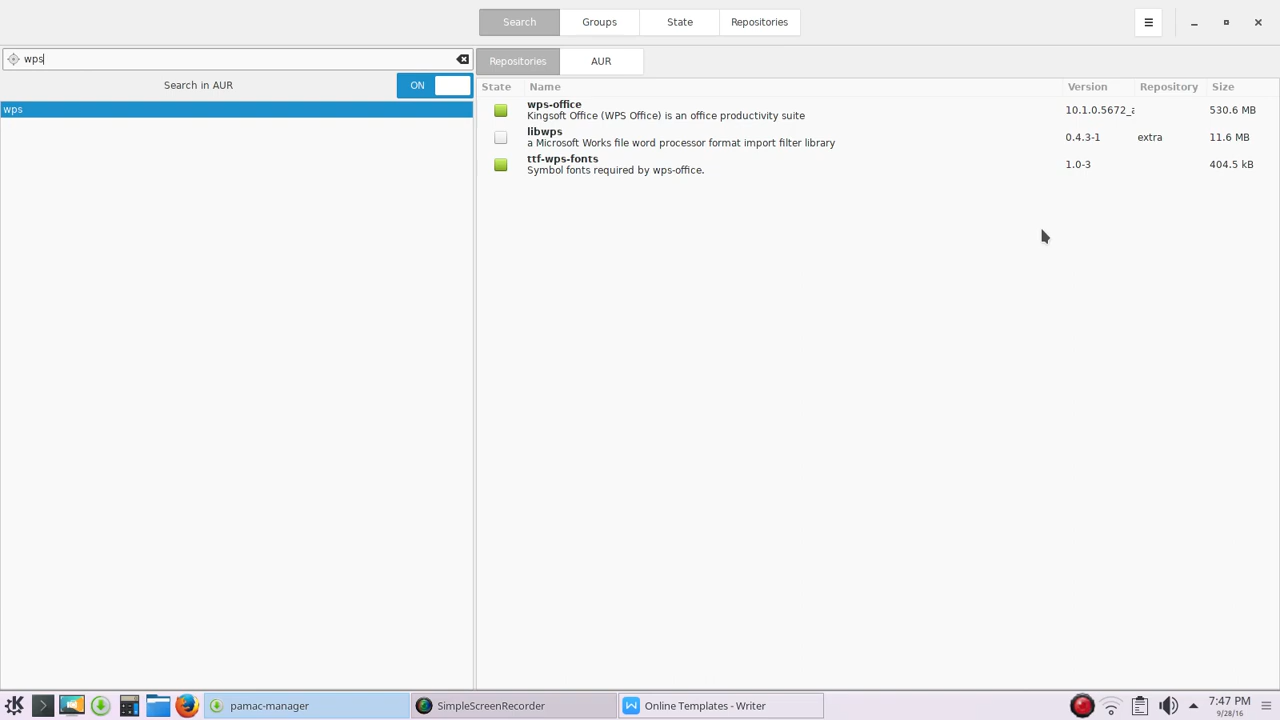 Search Groups State Repositories
wps
Repositories AUR
Search in AUR ON
State Name Version Repository Size
wps
wps-office
Kingsoft Office (WPS Office) is an office productivity suite
10.1.0.5672_a 530.6 MB
libwps
a Microsoft Works file word processor format import filter library
0.4.3-1 extra 11.6 MB
ttf-wps-fonts
Symbol fonts required by wps-office.
1.0-3 404.5 kB
pamac-manager SimpleScreenRecorder Online Templates - Writer 7:47 PM
9/28/16